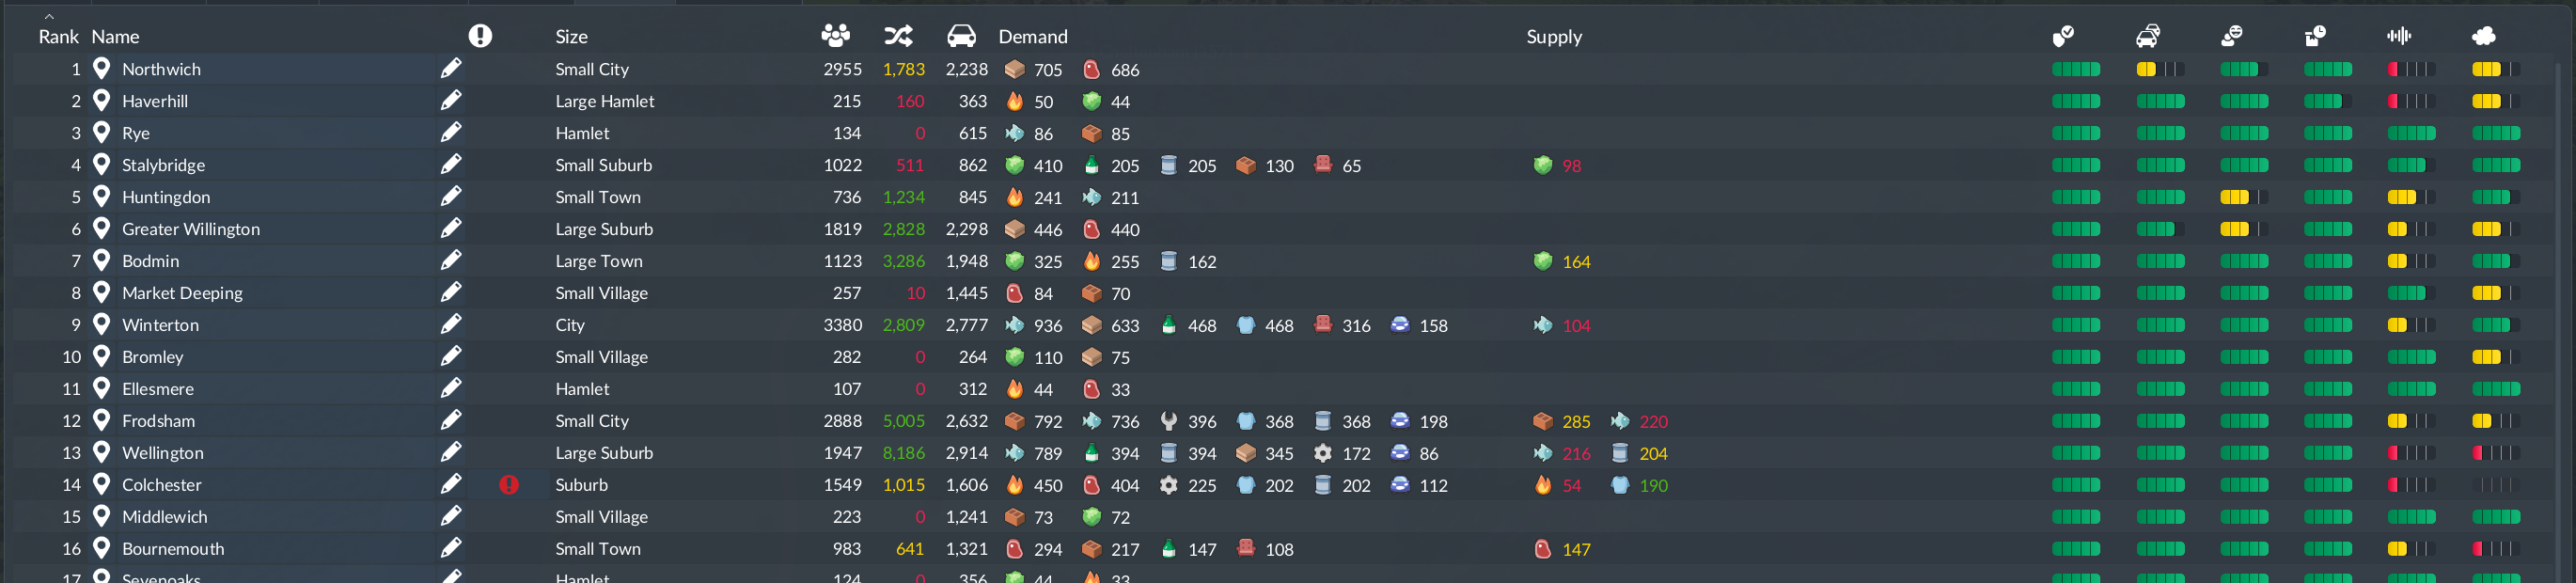 Rank Name Size Demand Supply
1 Northwich Small City 2955 1,783 2,238 705 686
2 Haverhill Large Hamlet 215 160 363 50 44
3 Rye Hamlet 134 0 615 86 85
4 Stalybridge Small Suburb 1022 511 862 410 205 205 130 65 98
5 Huntingdon Small Town 736 1,234 845 241 211
6 Greater Willington Large Suburb 1819 2,828 2,298 446 440
7 Bodmin Large Town 1123 3,286 1,948 325 255 162 164
8 Market Deeping Small Village 257 10 1,445 84 70
9 Winterton City 3380 2,809 2,777 936 633 468 468 316 158 104
10 Bromley Small Village 282 0 264 110 75
11 Ellesmere Hamlet 107 0 312 44 33
12 Frodsham Small City 2888 5,005 2,632 792 736 396 368 368 198 285 220
13 Wellington Large Suburb 1947 8,186 2,914 789 394 394 345 172 86 216 204
14 Colchester Suburb 1549 1,015 1,606 450 404 225 202 202 112 54 190
15 Middlewich Small Village 223 0 1,241 73 72
16 Bournemouth Small Town 983 641 1,321 294 217 147 108 147
17 Sevenoaks Hamlet 124 0 356 44 33